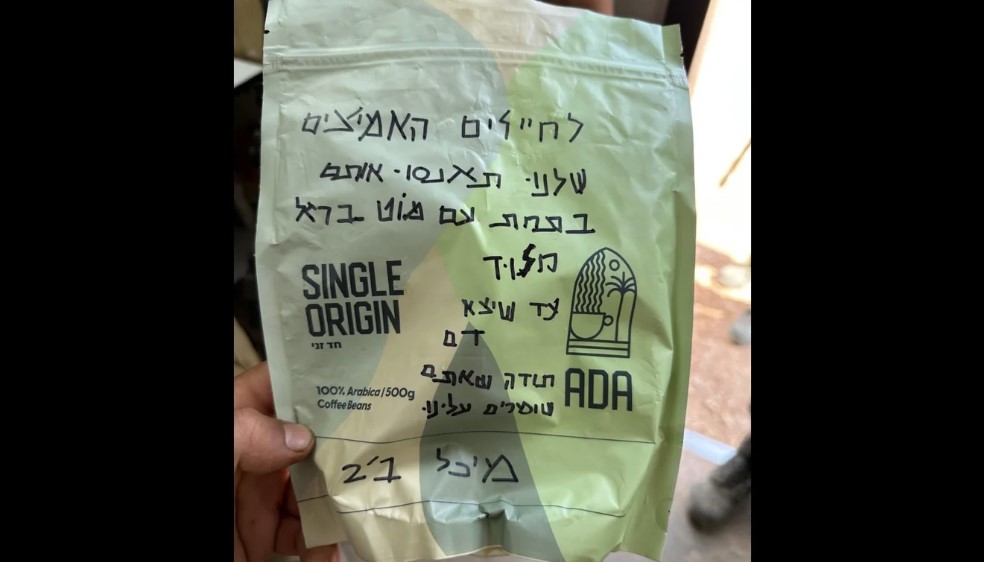 לחיילים האמיצים
שלנו. תאנסו. אותם
בתחת עם מוט ברזל
חלוד
עד שיצא
דם
תודה שאתם
שומרים עלינו.
מיכל ב'2
SINGLE
ORIGIN
חד זני
100% Arabica/500g
Coffee Beans
ADA